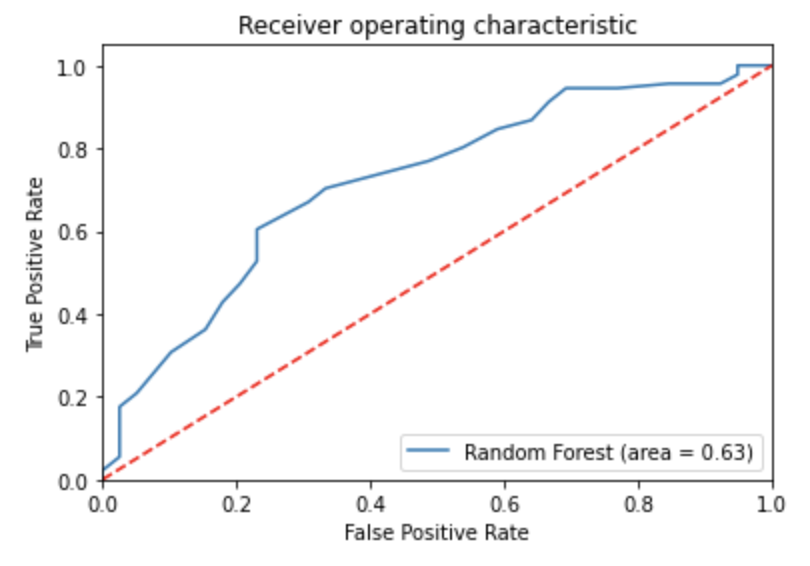 Receiver operating characteristic
1.0
0.8
0.6
0.4
0.2
0.0
True Positive Rate
Random Forest (area = 0.63)
0.0 0.2 0.4 0.6 0.8 1.0
False Positive Rate